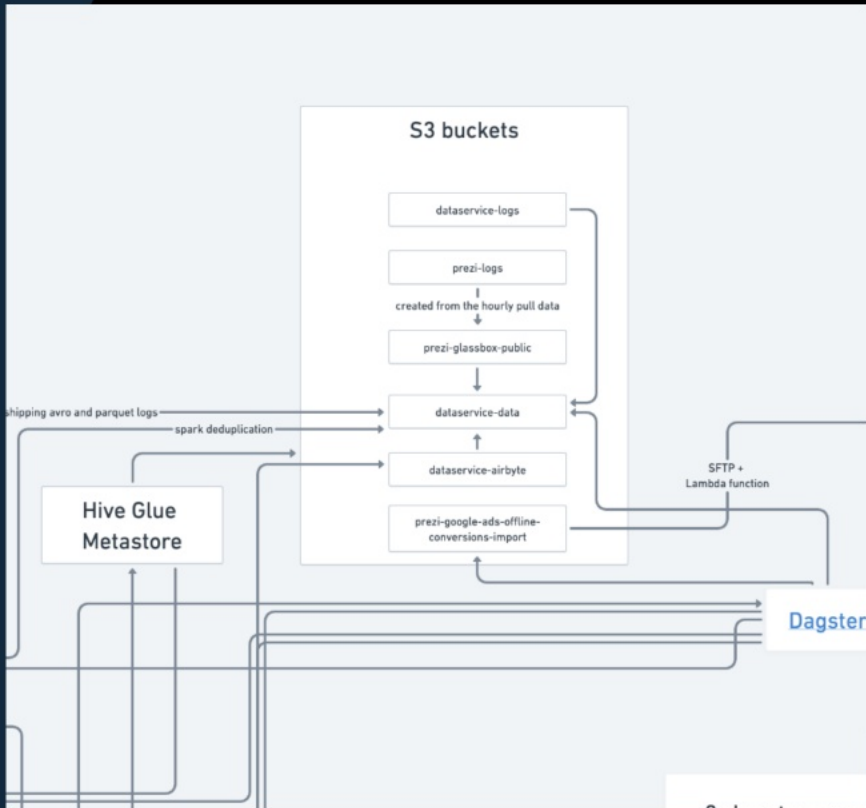 S3 buckets
dataservice-logs
prezi-logs
created from the hourly pull data
prezi-glassbox-public
shipping avro and parquet logs
dataservice-data
spark deduplication
dataservice-airbyte
SFTP +
Lambda function
Hive Glue
Metastore
prezi-google-ads-offline-
conversions-import
Dagster